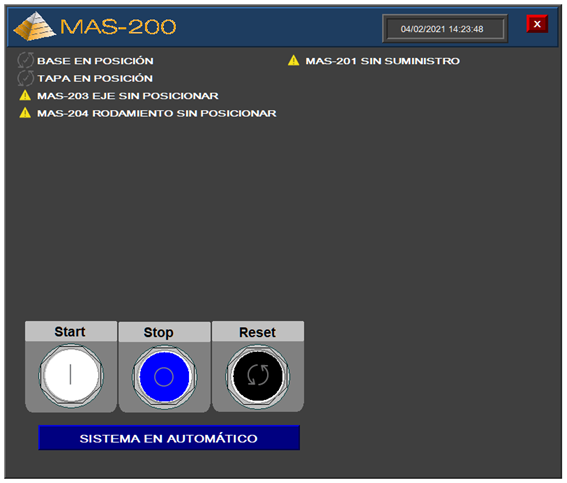 MAS-200
04/02/2021 14:23:48
X
BASE EN POSICIÓN
MAS-201 SIN SUMINISTRO
TAPA EN POSICIÓN
MAS-203 EJE SIN POSICIONAR
MAS-204 RODAMIENTO SIN POSICIONAR
Start
Stop
Reset
SISTEMA EN AUTOMÁTICO